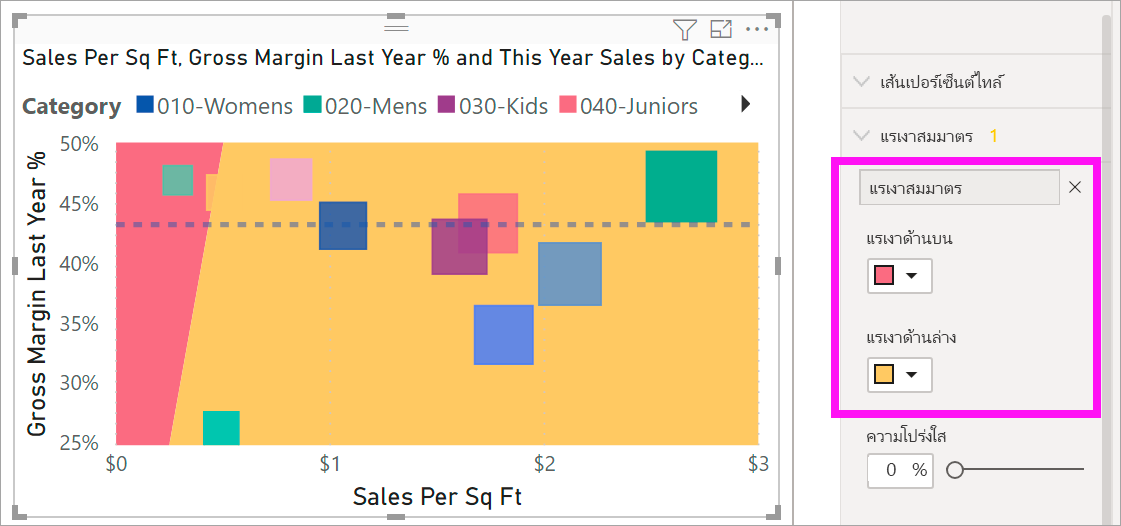 Sales Per Sq Ft, Gross Margin Last Year % and This Year Sales by Categ...
Category 010-Womens 020-Mens 030-Kids 040-Juniors
Gross Margin Last Year %
50%
45%
40%
35%
30%
25%
$0 $1 $2 $3
Sales Per Sq Ft
เส้นเปอร์เซ็นต์ไทล์
แรเงาสมมาตร 1
แรเงาสมมาตร
แรเงาด้านบน
แรเงาด้านล่าง
ความโปร่งใส
0 %